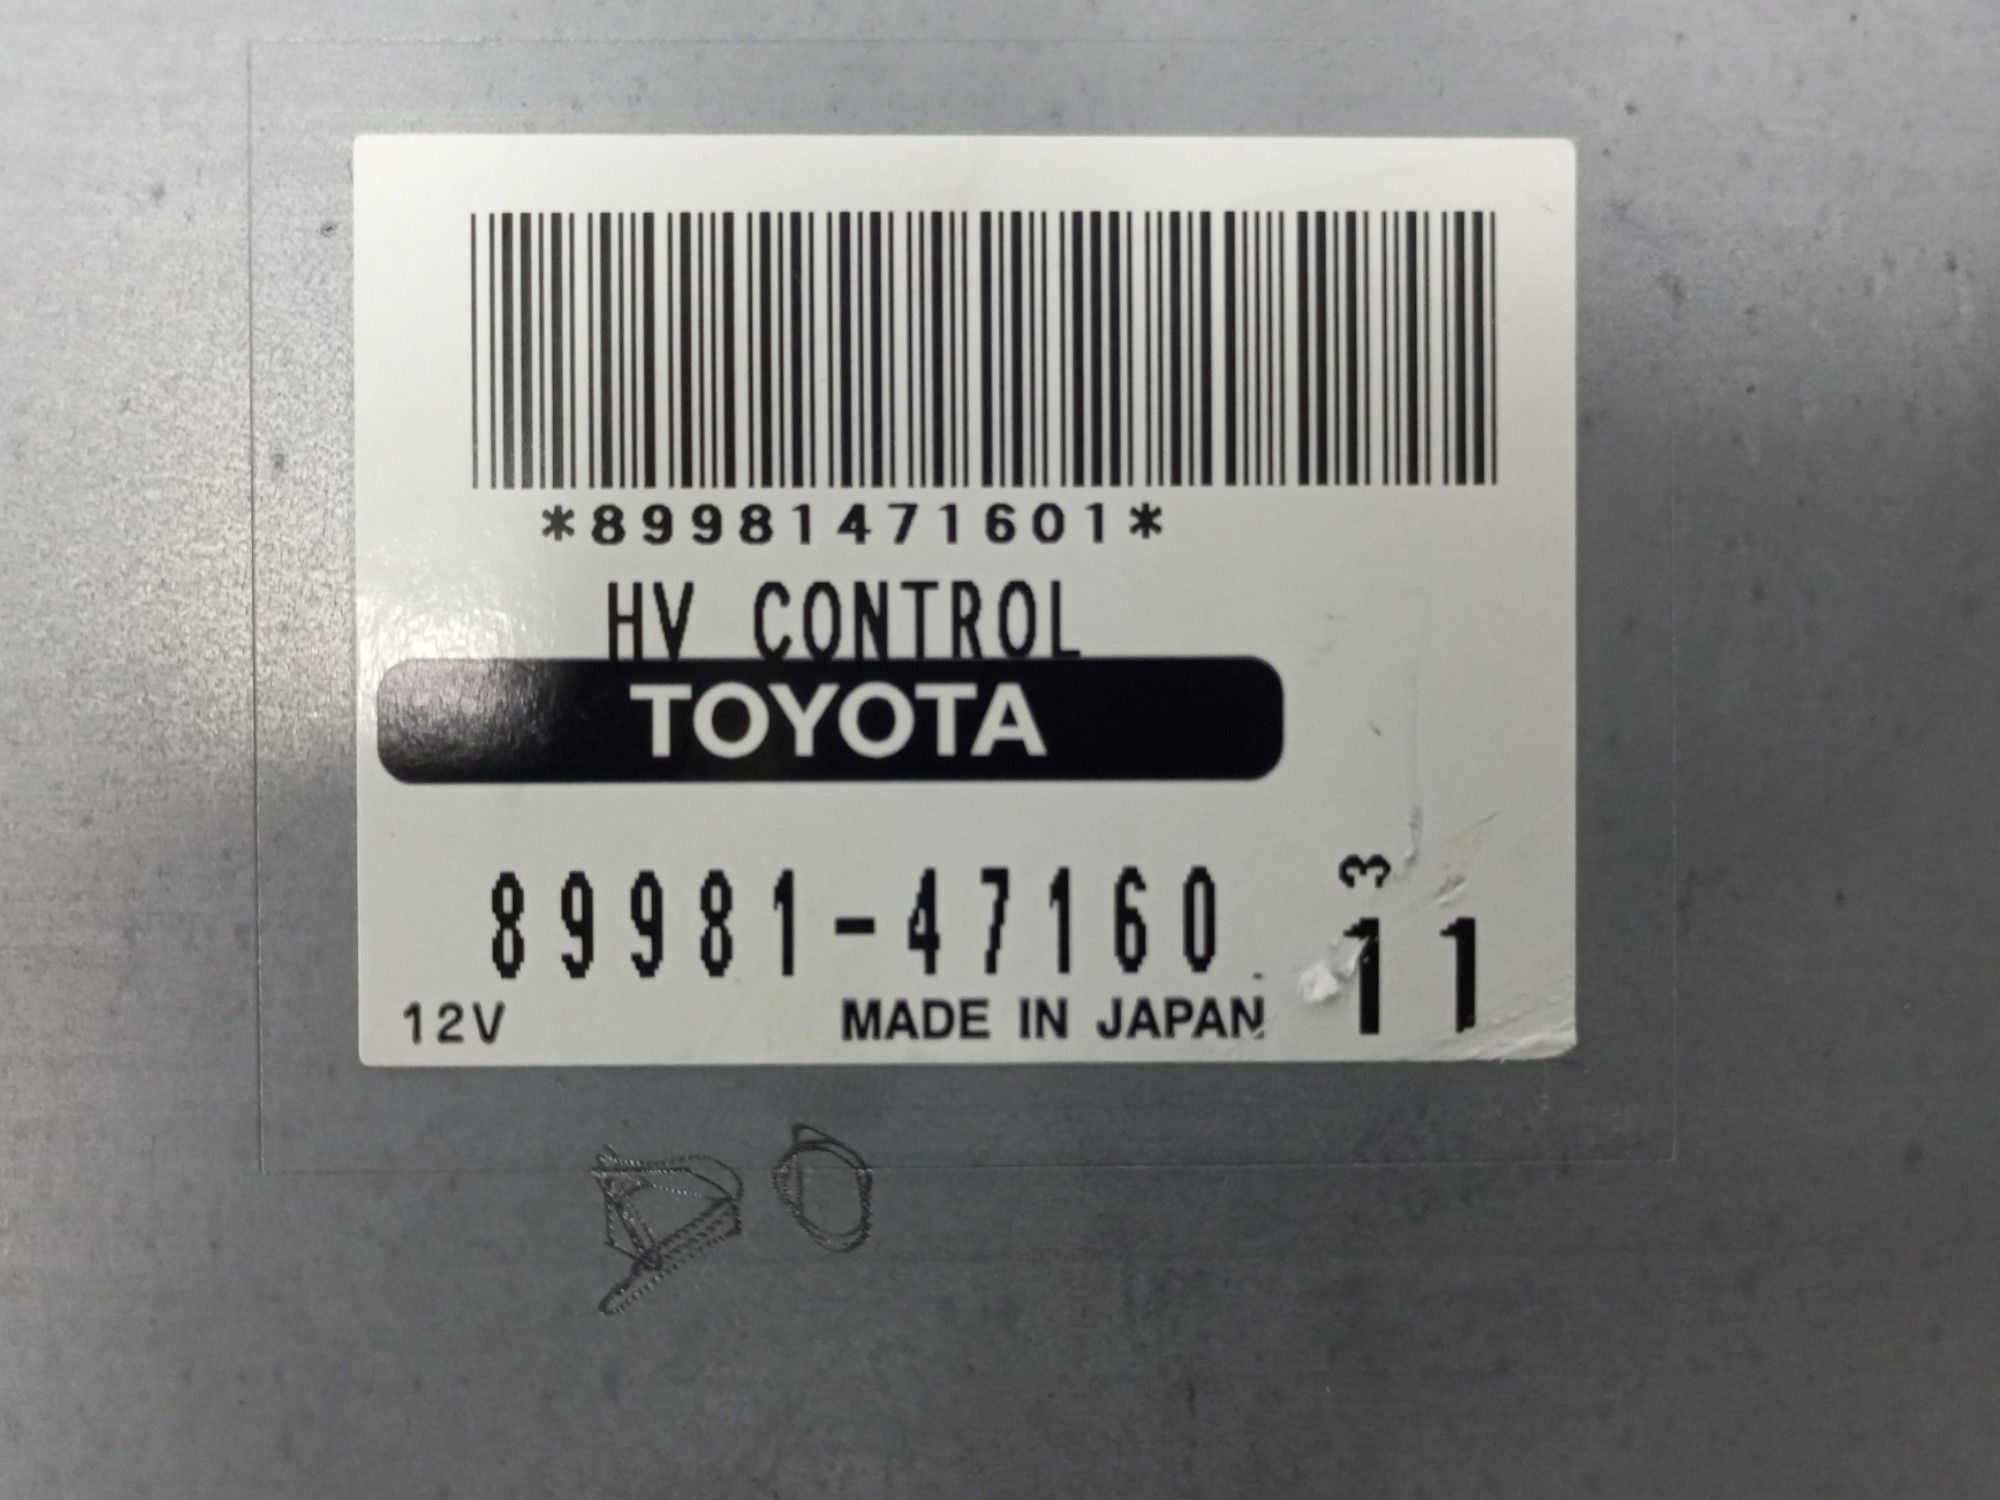 *89981471601*
HV CONTROL
TOYOTA
89981-47160
3
11
12V
MADE IN JAPAN